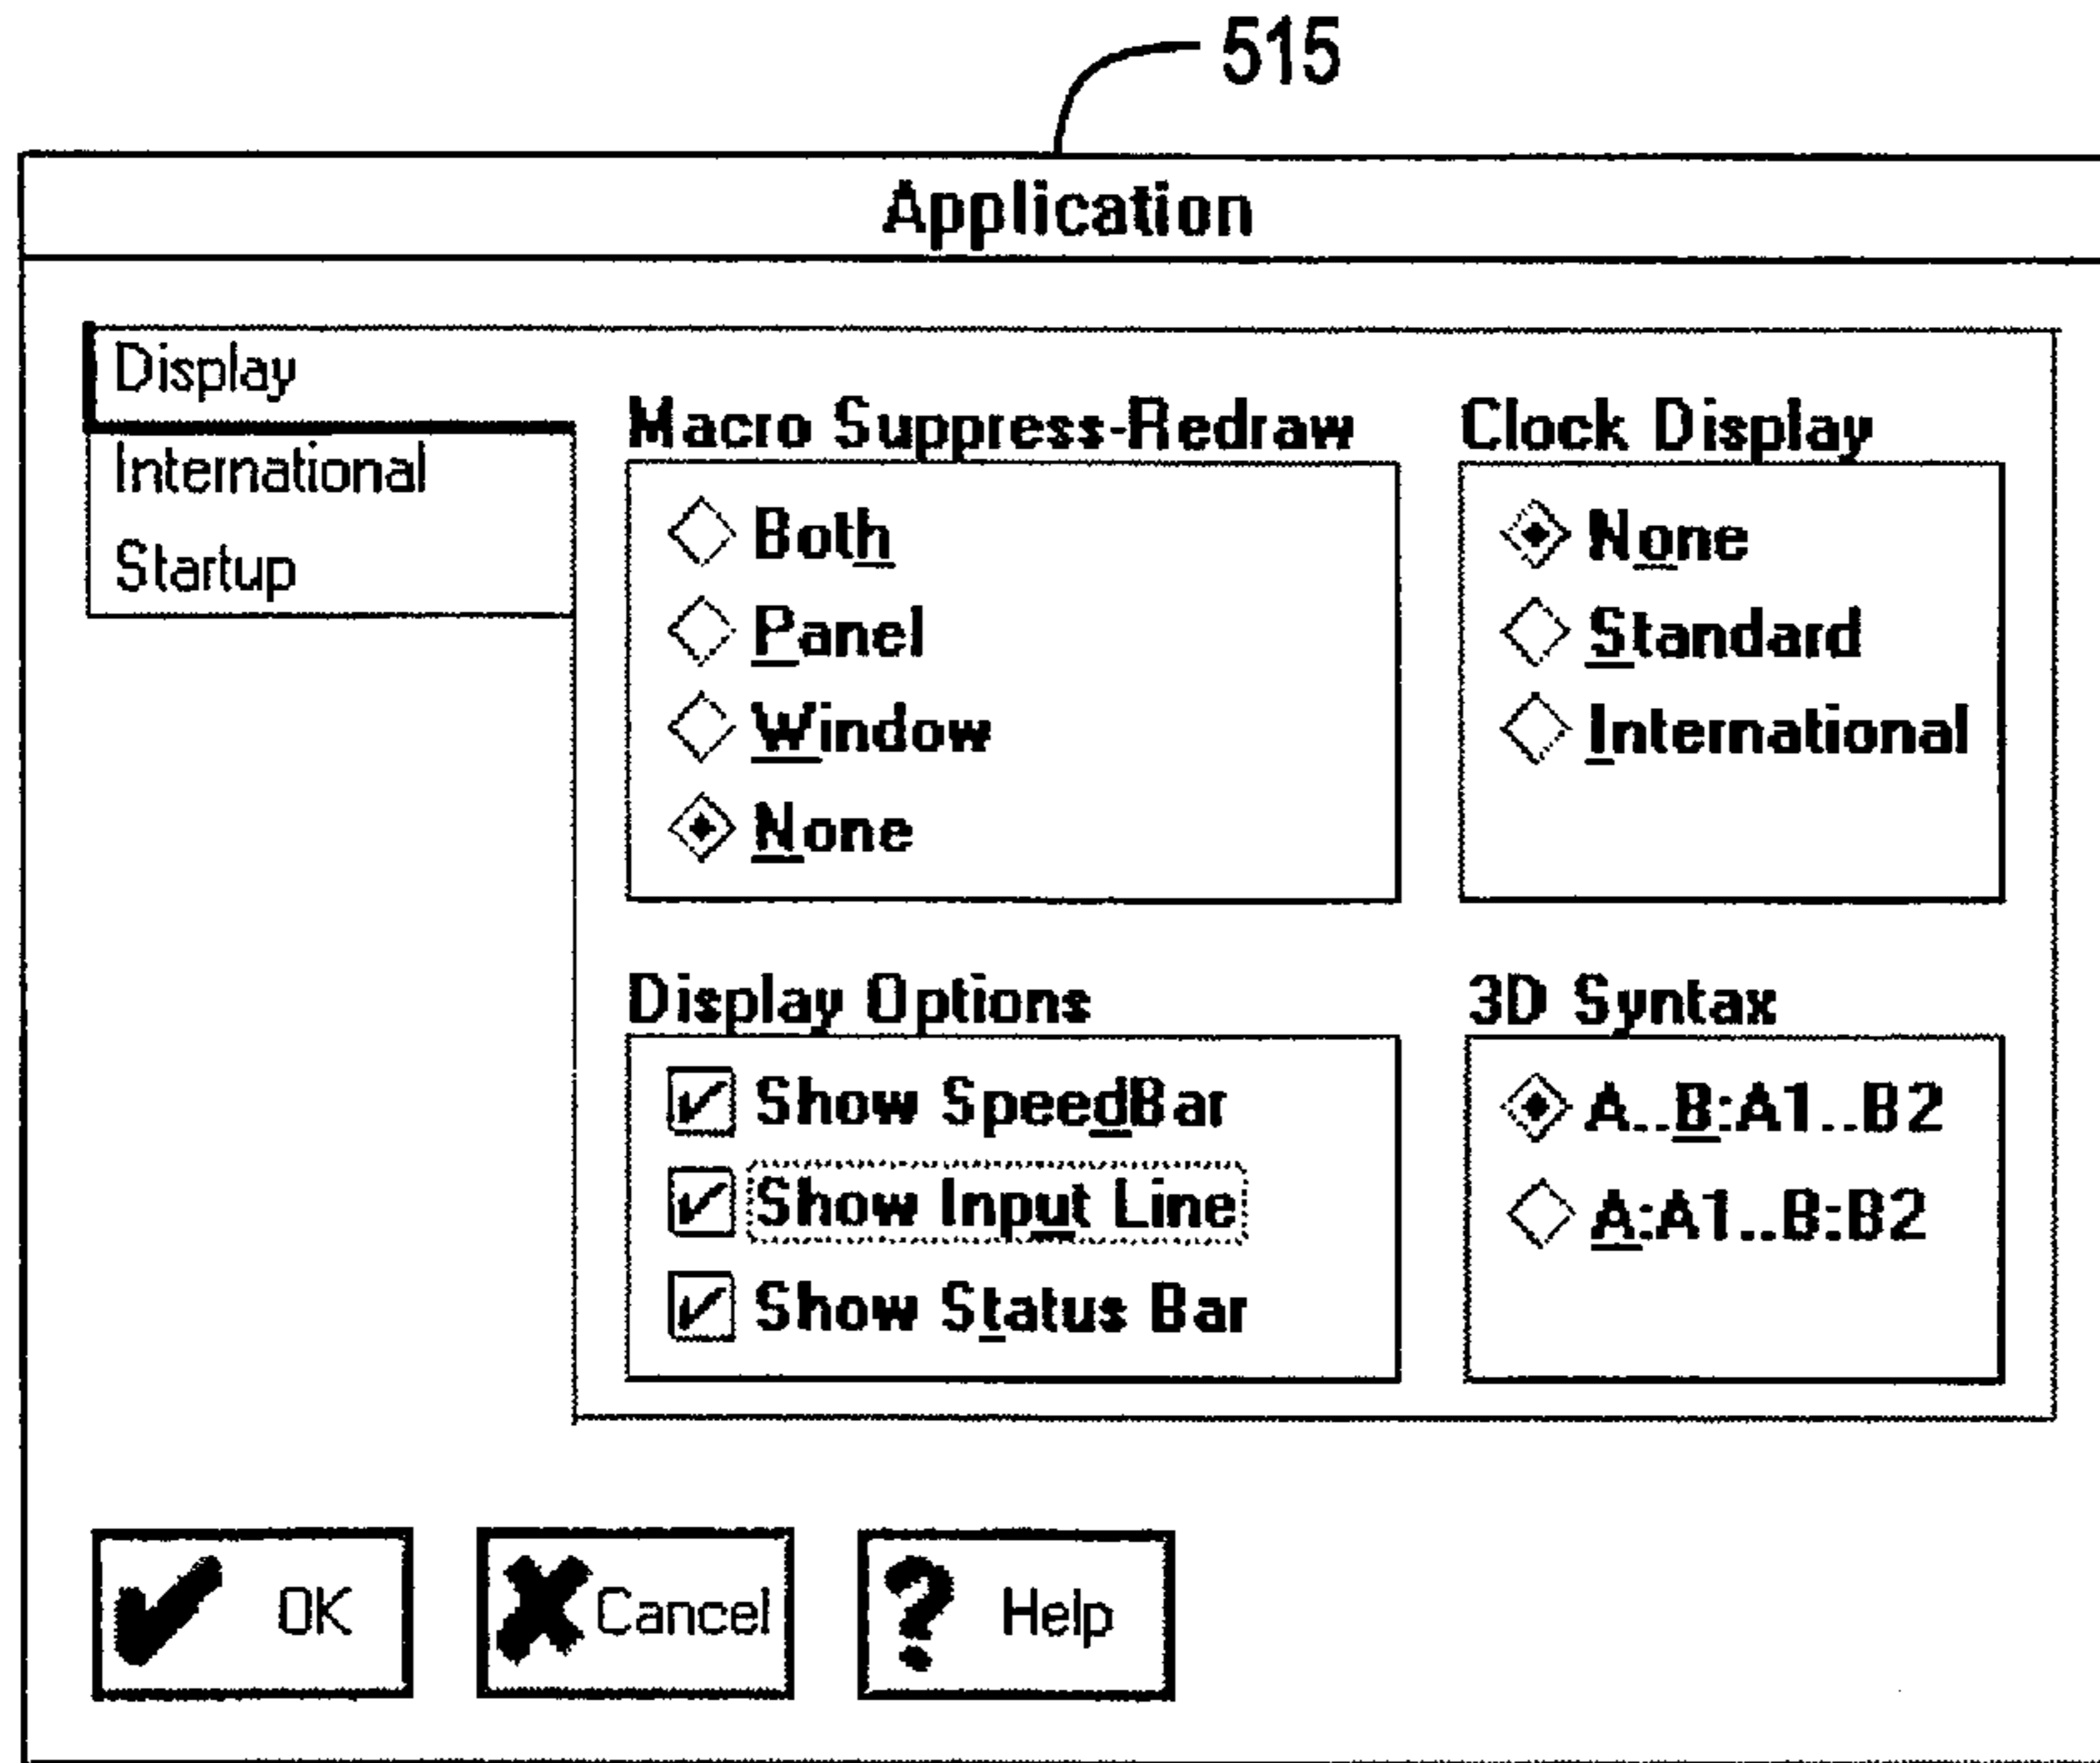 515
Application
Display
International
Startup
Macro Suppress-Redraw
Both
Panel
Window
None
Clock Display
None
Standard
International
Display Options
Show SpeedBar
Show Input Line
Show Status Bar
3D Syntax
A..B:A1..B2
A:A1..B:B2
OK
Cancel
Help